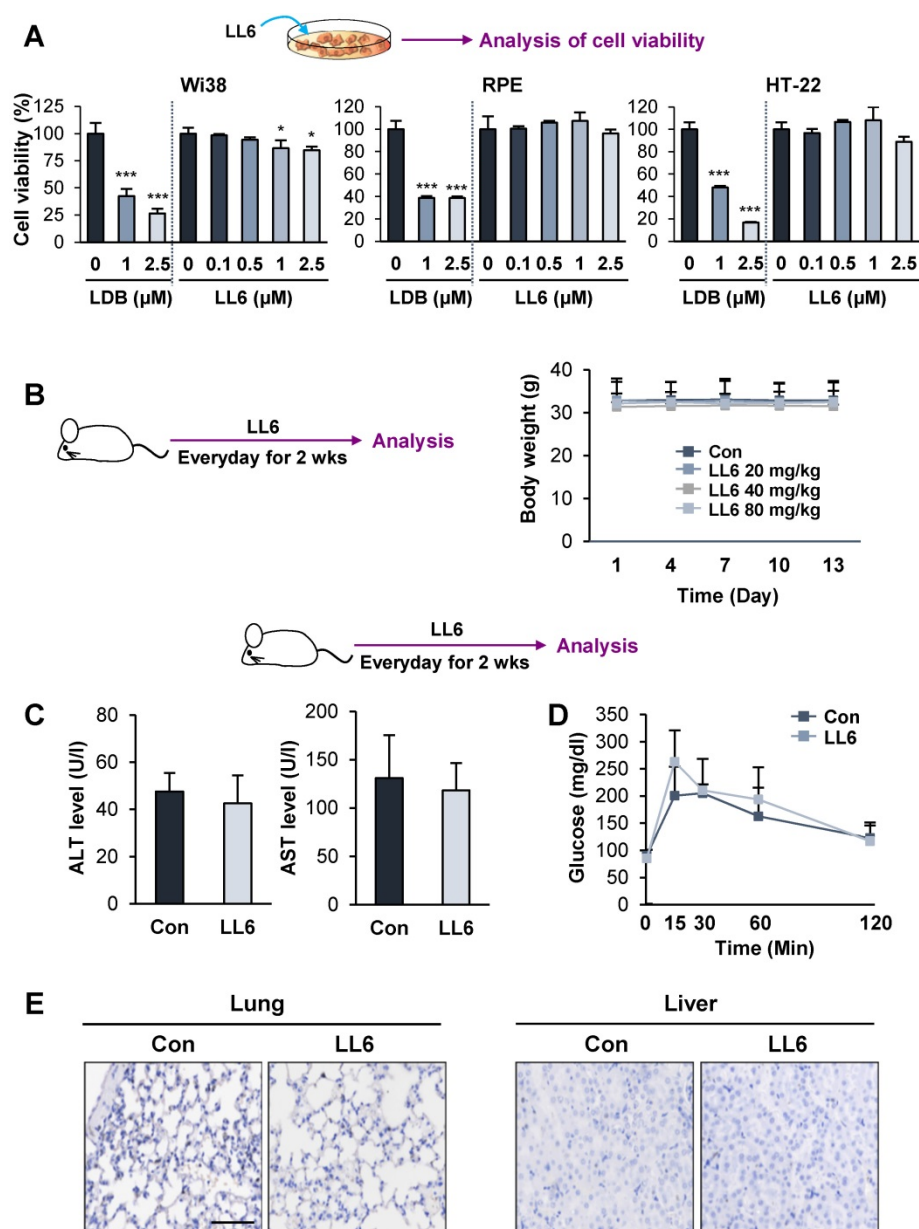 A
LL6
Analysis of cell viability
Wi38
RPE
HT-22
Cell viability (%)
125
100
75
50
25
0
***
***
*
*
0 1 2.5 0 0.1 0.5 1 2.5
LDB (µM) LL6 (µM)
120
100
80
60
40
20
0
*** ***
0 1 2.5 0 0.1 0.5 1 2.5
LDB (µM) LL6 (µM)
120
100
80
60
40
20
0
***
***
0 1 2.5 0 0.1 0.5 1 2.5
LDB (µM) LL6 (µM)
B
LL6
Everyday for 2 wks
Analysis
Body weight (g)
40
30
20
10
0
Con
LL6 20 mg/kg
LL6 40 mg/kg
LL6 80 mg/kg
1 4 7 10 13
Time (Day)
LL6
Everyday for 2 wks
Analysis
C
ALT level (U/l)
80
60
40
20
0
Con LL6
AST level (U/l)
200
150
100
50
0
Con LL6
D
Glucose (mg/dl)
350
300
250
200
150
100
50
0
Con
LL6
0 15 30 60 120
Time (Min)
E
Lung
Con LL6
Liver
Con LL6